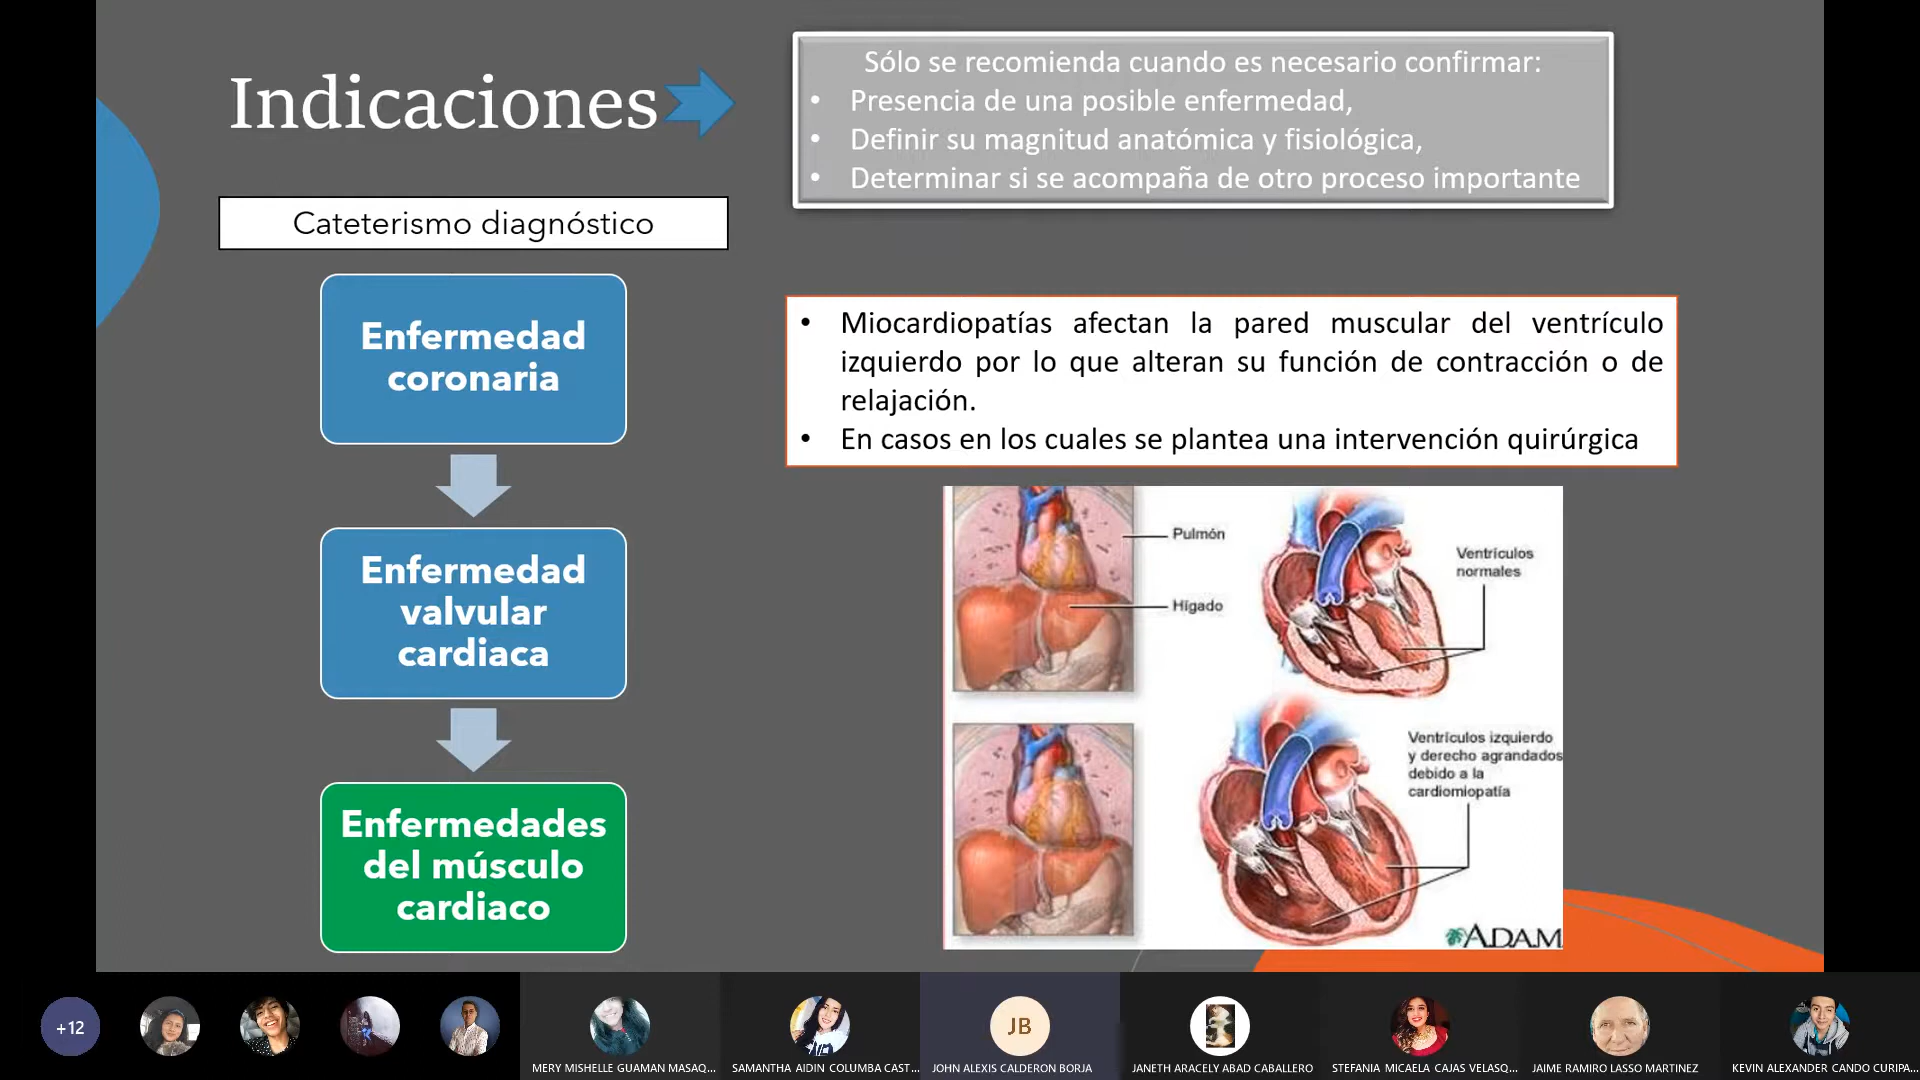 Indicaciones
Sólo se recomienda cuando es necesario confirmar:
• Presencia de una posible enfermedad,
• Definir su magnitud anatómica y fisiológica,
• Determinar si se acompaña de otro proceso importante
Cateterismo diagnóstico
Enfermedad
coronaria
Enfermedad
valvular
cardiaca
Enfermedades
del músculo
cardiaco
• Miocardiopatías afectan la pared muscular del ventrículo
izquierdo por lo que alteran su función de contracción o de
relajación.
• En casos en los cuales se plantea una intervención quirúrgica
Pulmón
Hígado
Ventrículos
normales
Ventrículos izquierdo
y derecho agrandados
debido a la
cardiomiopatía
ADAM
+12
MERY MISHELLE GUAMAN MASAQ...
SAMANTHA AIDIN COLUMBA CAST...
JB
JOHN ALEXIS CALDERON BORJA
JANETH ARACELY ABAD CABALLERO
STEFANIA MICAELA CAJAS VELASQ...
JAIME RAMIRO LASSO MARTINEZ
KEVIN ALEXANDER CANDO CURIPA...